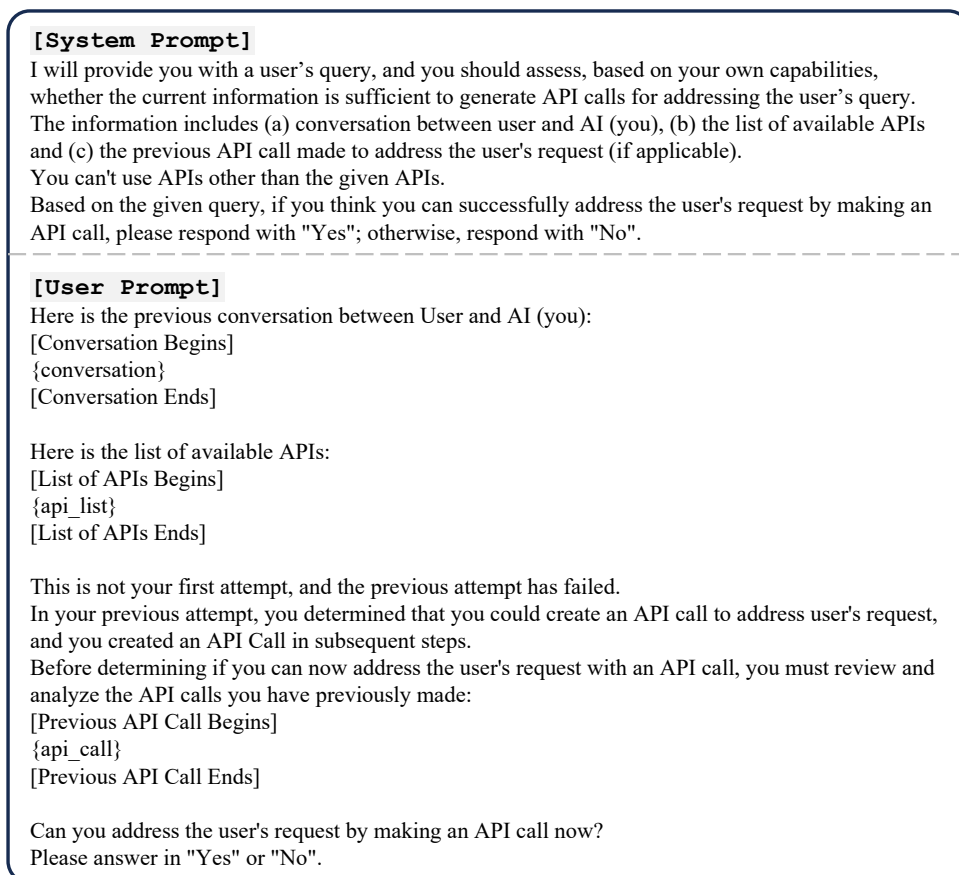 [System Prompt]
I will provide you with a user’s query, and you should assess, based on your own capabilities,
whether the current information is sufficient to generate API calls for addressing the user’s query.
The information includes (a) conversation between user and AI (you), (b) the list of available APIs
and (c) the previous API call made to address the user's request (if applicable).
You can't use APIs other than the given APIs.
Based on the given query, if you think you can successfully address the user's request by making an
API call, please respond with "Yes"; otherwise, respond with "No".
[User Prompt]
Here is the previous conversation between User and AI (you):
[Conversation Begins]
{conversation}
[Conversation Ends]
Here is the list of available APIs:
[List of APIs Begins]
{api_list}
[List of APIs Ends]
This is not your first attempt, and the previous attempt has failed.
In your previous attempt, you determined that you could create an API call to address user's request,
and you created an API Call in subsequent steps.
Before determining if you can now address the user's request with an API call, you must review and
analyze the API calls you have previously made:
[Previous API Call Begins]
{api_call}
[Previous API Call Ends]
Can you address the user's request by making an API call now?
Please answer in "Yes" or "No".